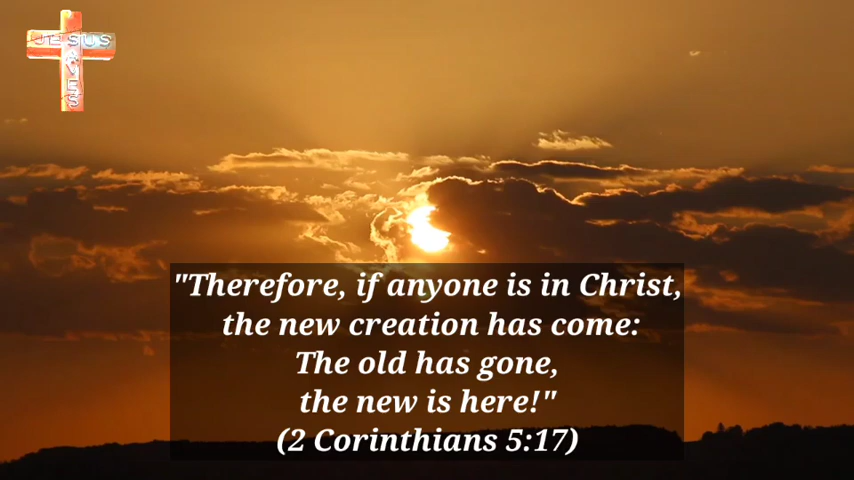 JESUS
SAVES
"Therefore, if anyone is in Christ,
the new creation has come:
The old has gone,
the new is here!"
(2 Corinthians 5:17)